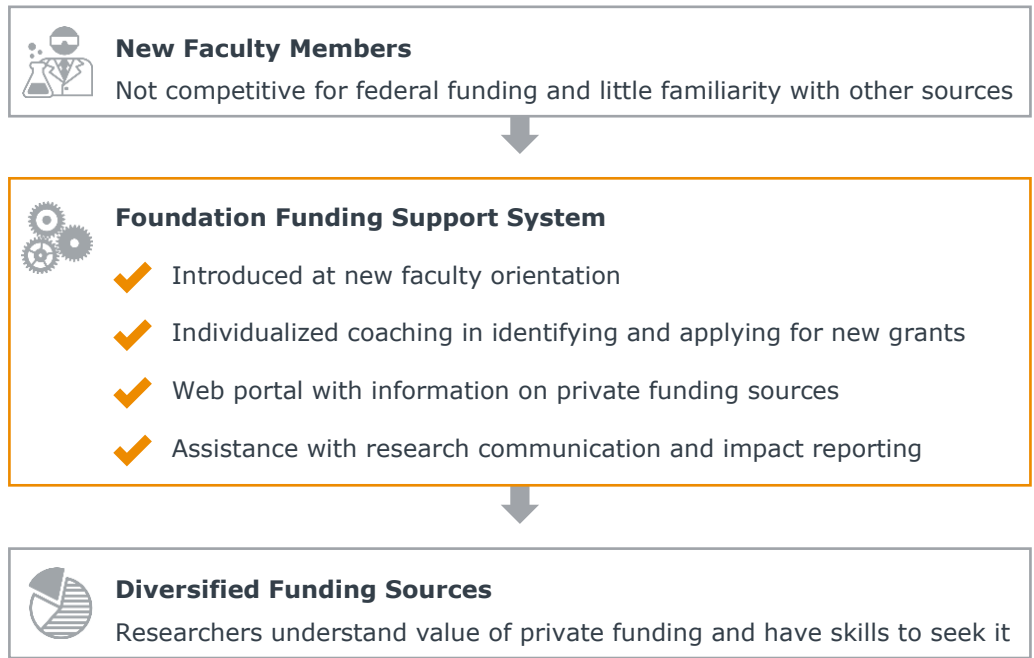 New Faculty Members
Not competitive for federal funding and little familiarity with other sources
Foundation Funding Support System
Introduced at new faculty orientation
Individualized coaching in identifying and applying for new grants
Web portal with information on private funding sources
Assistance with research communication and impact reporting
Diversified Funding Sources
Researchers understand value of private funding and have skills to seek it